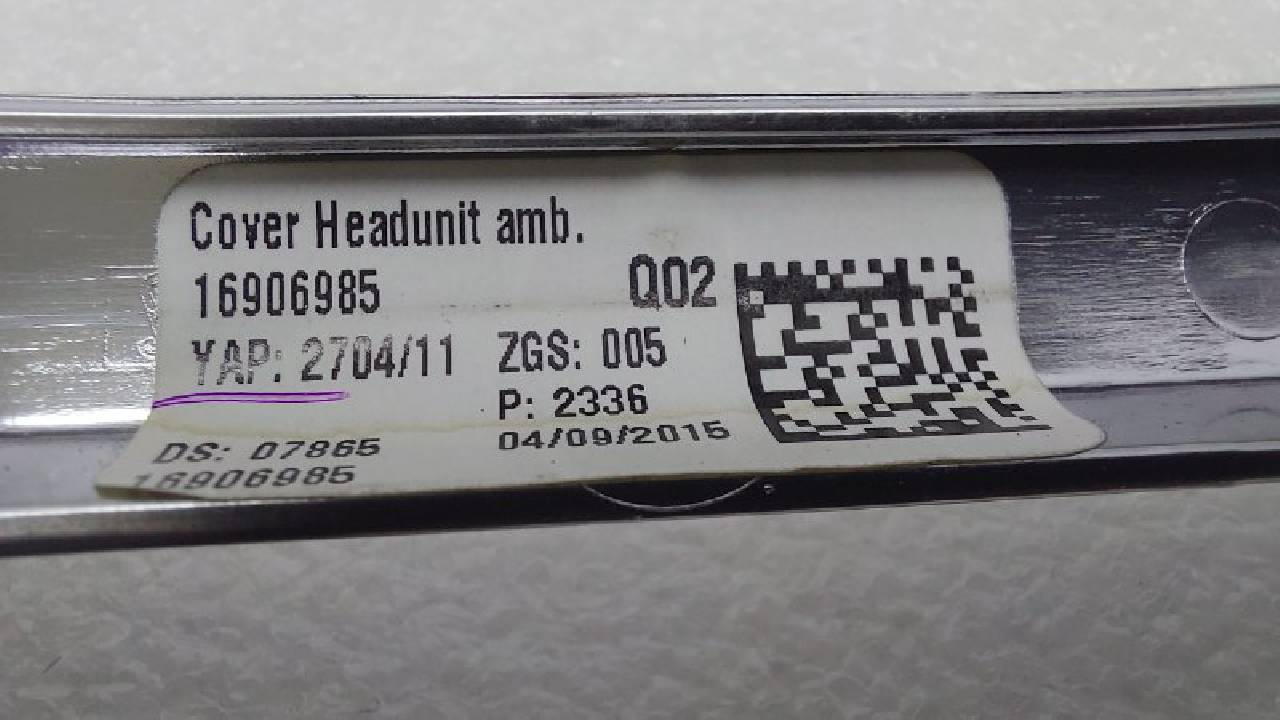 Cover Headunit amb.
16906985 Q02
YAP: 2704/11 ZGS: 005
P: 2336
DS: 07865 04/09/2015
16906985